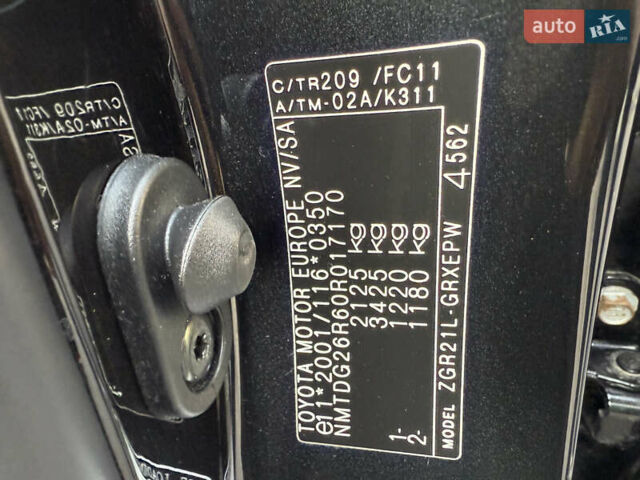 auto RIA.com
C/TR209 /FC11
A/TM-02A/K311
TOYOTA MOTOR EUROPE NV/SA
e11*2001/116*0350
NMTDG26R60R017170
2125 kg
3425 kg
1- 1220 kg
2- 1180 kg
MODEL ZGR21L-GRXEPW 4562